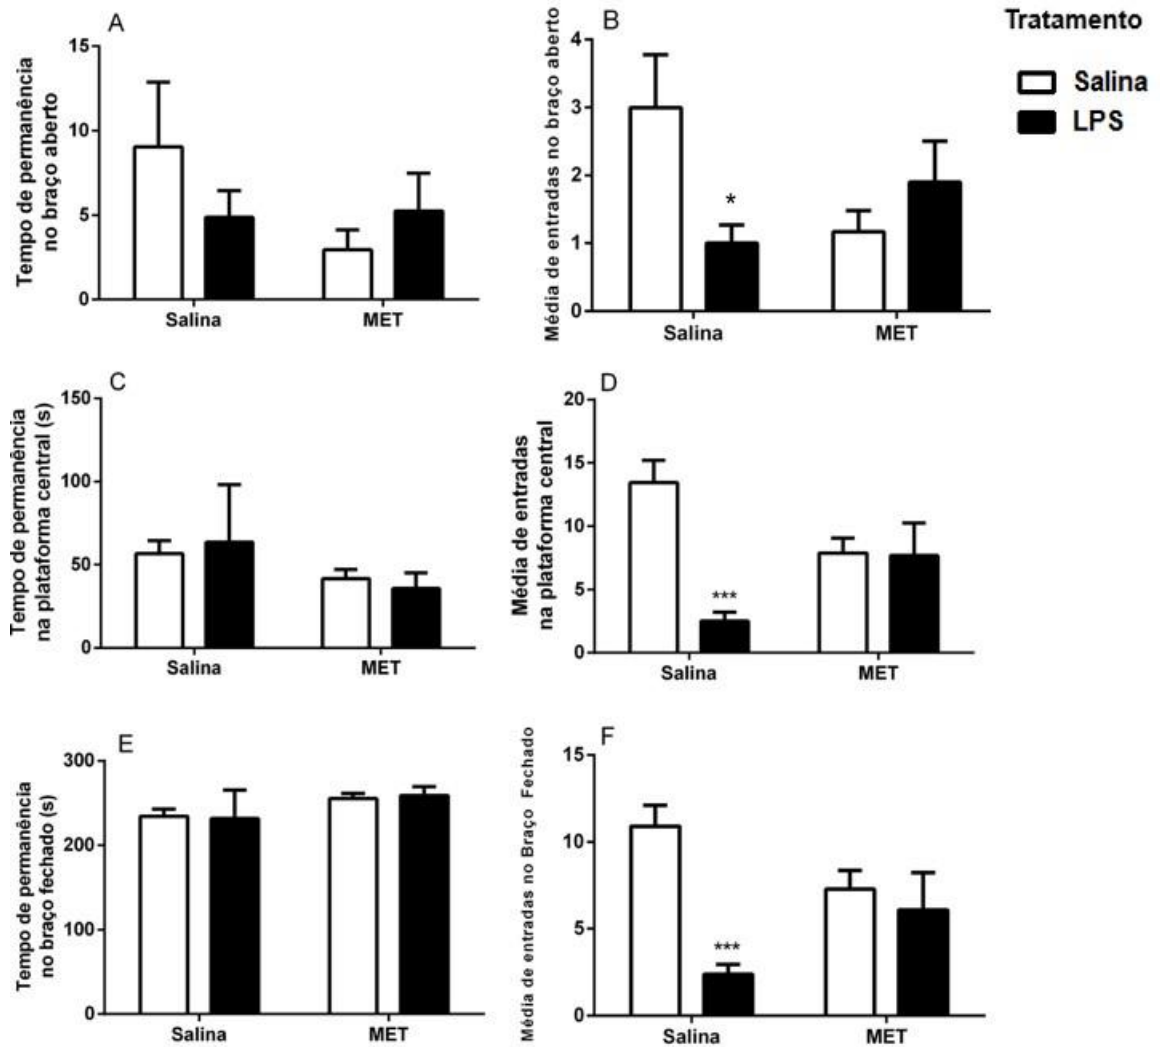 A
Tempo de permanência
no braço aberto
15
10
5
0
Salina
MET
B
Média de entradas no braço aberto
4
3
2
1
0
*
Salina
MET
Tratamento
Salina
LPS
C
Tempo de permanência
na plataforma central (s)
150
100
50
0
Salina
MET
D
Média de entradas
na plataforma central
20
15
10
5
0
***
Salina
MET
E
Tempo de permanência
no braço fechado (s)
300
200
100
0
Salina
MET
F
Média de entradas no Braço Fechado
15
10
5
0
***
Salina
MET